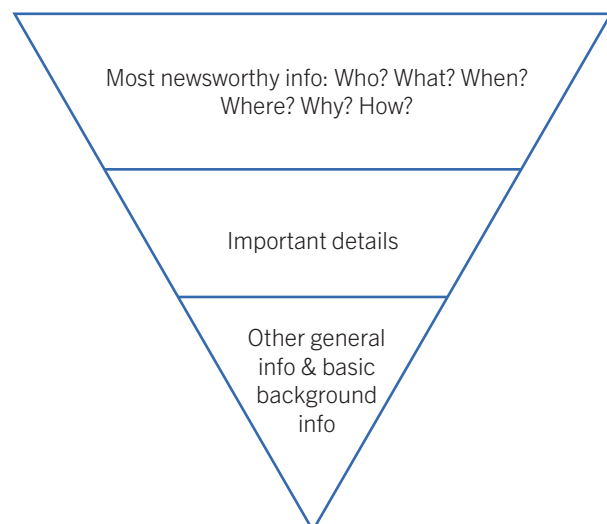 Most newsworthy info: Who? What? When?
Where? Why? How?
Important details
Other general
info & basic
background
info